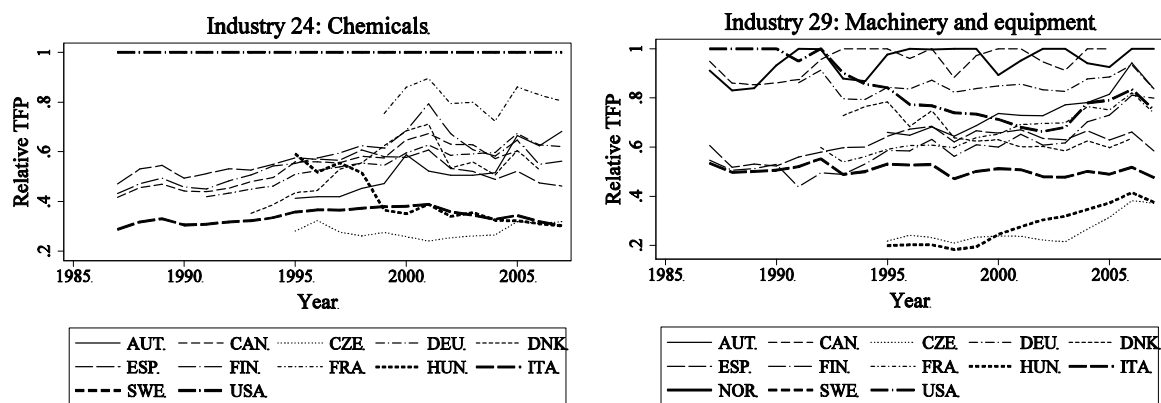 Industry 24: Chemicals.
1
.8
.6
.4
.2
Relative TFP
1985. 1990. 1995. 2000. 2005.
Year.
AUT. CAN. CZE. DEU. DNK.
ESP. FIN. FRA. HUN. ITA.
SWE. USA.
Industry 29: Machinery and equipment.
1
.8
.6
.4
.2
Relative TFP
1985. 1990. 1995. 2000. 2005.
Year.
AUT. CAN. CZE. DEU. DNK.
ESP. FIN. FRA. HUN. ITA.
NOR. SWE. USA.